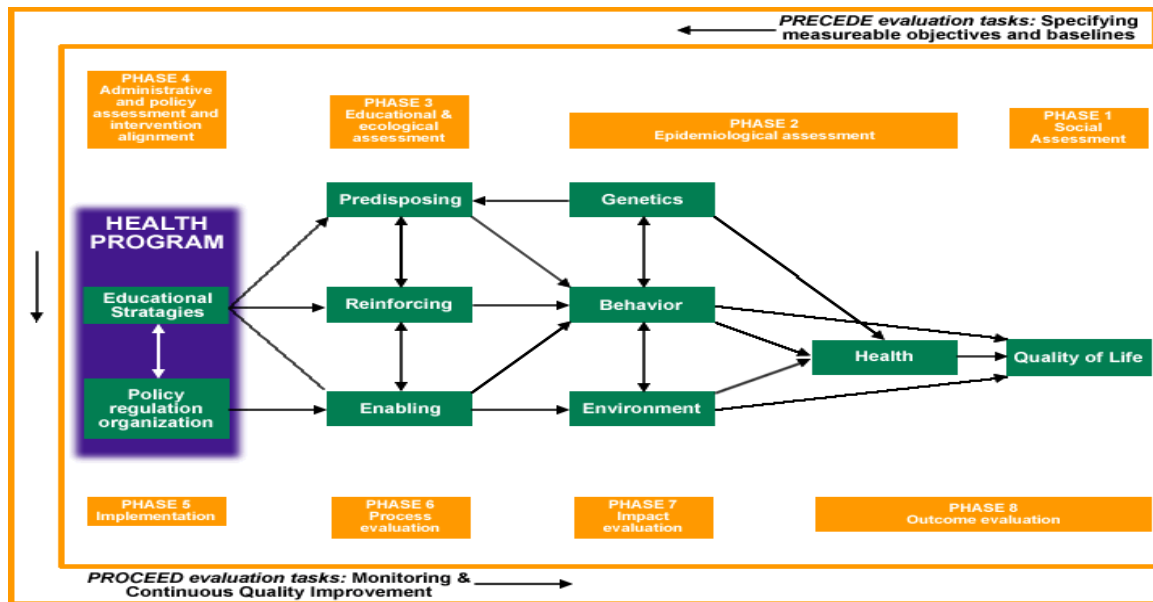 PRECEDE evaluation tasks: Specifying
measureable objectives and baselines
PHASE 4
Administrative
and policy
assessment and
intervention
alignment
PHASE 3
Educational &
ecological
assessment
PHASE 2
Epidemiological assessment
PHASE 1
Social
Assessment
HEALTH
PROGRAM
Predisposing
Genetics
Educational
Stratagies
Reinforcing
Behavior
Health
Quality of Life
Policy
regulation
organization
Enabling
Environment
PHASE 5
Implementation
PHASE 6
Process
evaluation
PHASE 7
Impact
evaluation
PHASE 8
Outcome evaluation
PROCEED evaluation tasks: Monitoring &
Continuous Quality Improvement